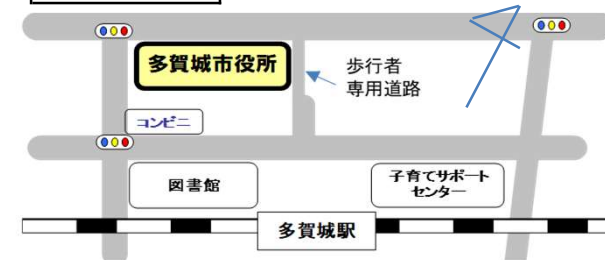 多賀城市役所
歩行者
専用道路
コンビニ
図書館
子育てサポート
センター
多賀城駅